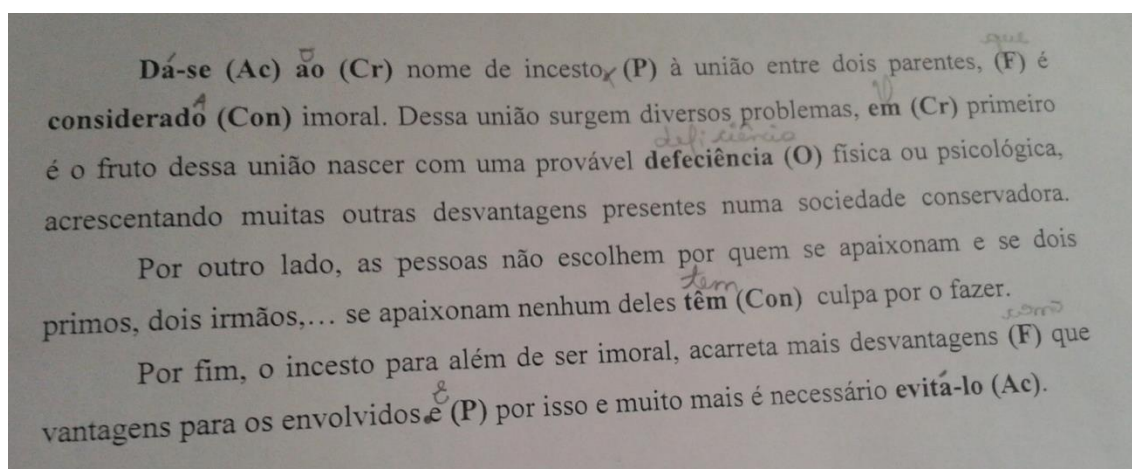 que
Dá-se (Ac) ao (Cr) nome de incesto, (P) à união entre dois parentes, (F) é
considerado (Con) imoral. Dessa união surgem diversos problemas, em (Cr) primeiro
deficiência
é o fruto dessa união nascer com uma provável defeciência (O) física ou psicológica,
acrescentando muitas outras desvantagens presentes numa sociedade conservadora.
Por outro lado, as pessoas não escolhem por quem se apaixonam e se dois
tem
primos, dois irmãos,… se apaixonam nenhum deles têm (Con) culpa por o fazer.
como
Por fim, o incesto para além de ser imoral, acarreta mais desvantagens (F) que
vantagens para os envolvidos e (P) por isso e muito mais é necessário evitá-lo (Ac).